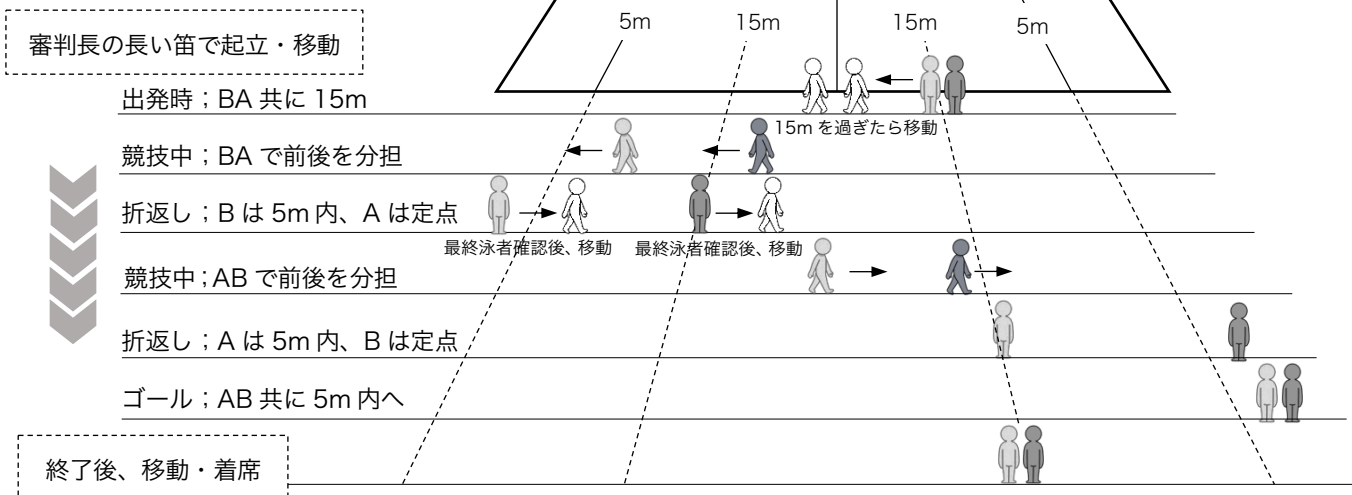 5m 15m 15m 5m
審判長の長い笛で起立・移動
出発時；BA 共に 15m
15m を過ぎたら移動
競技中；BA で前後を分担
折返し；B は 5m 内、A は定点
最終泳者確認後、移動 最終泳者確認後、移動
競技中；AB で前後を分担
折返し；A は 5m 内、B は定点
ゴール；AB 共に 5m 内へ
終了後、移動・着席